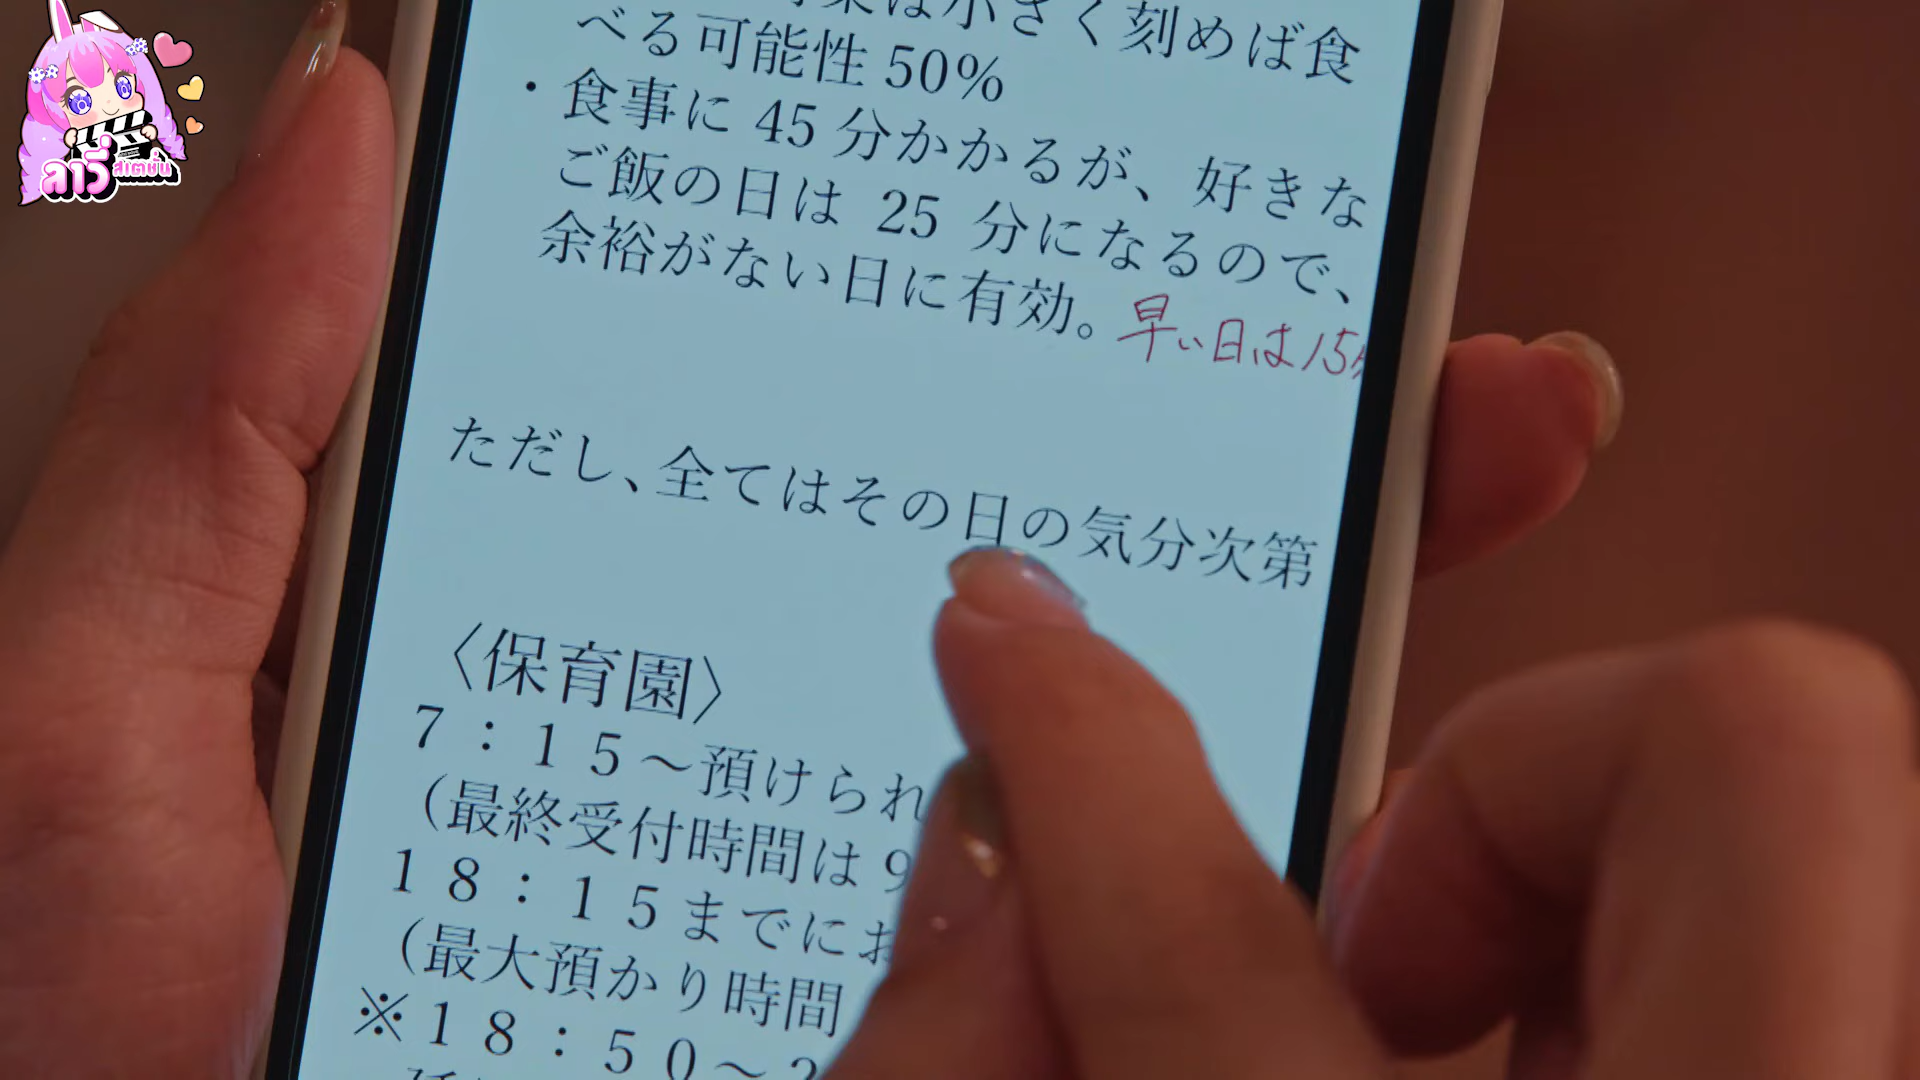 ลาวี่
สเตชั่น
は小さく刻めば食
べる可能性50%
・食事に 45 分かかるが、好きな
ご飯の日は 25 分になるので、
余裕がない日に有効。早い日は15分
ただし、全てはその日の気分次第
〈保育園〉
７：１５〜預けられ
（最終受付時間は9
１８：１５までにお
（最大預かり時間
※１８：５０〜2